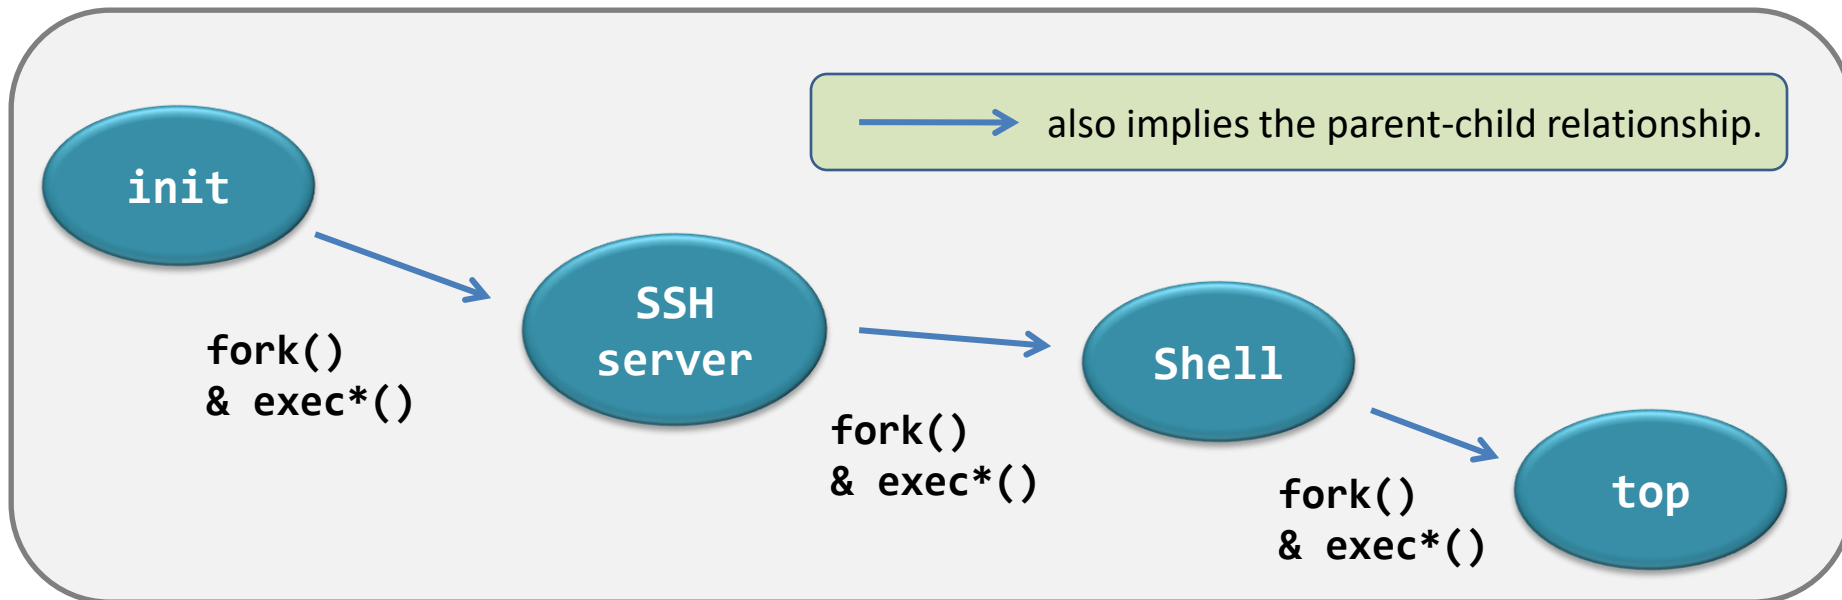 also implies the parent-child relationship.
init
SSH
server
fork()
& exec*()
Shell
fork()
& exec*()
top
fork()
& exec*()